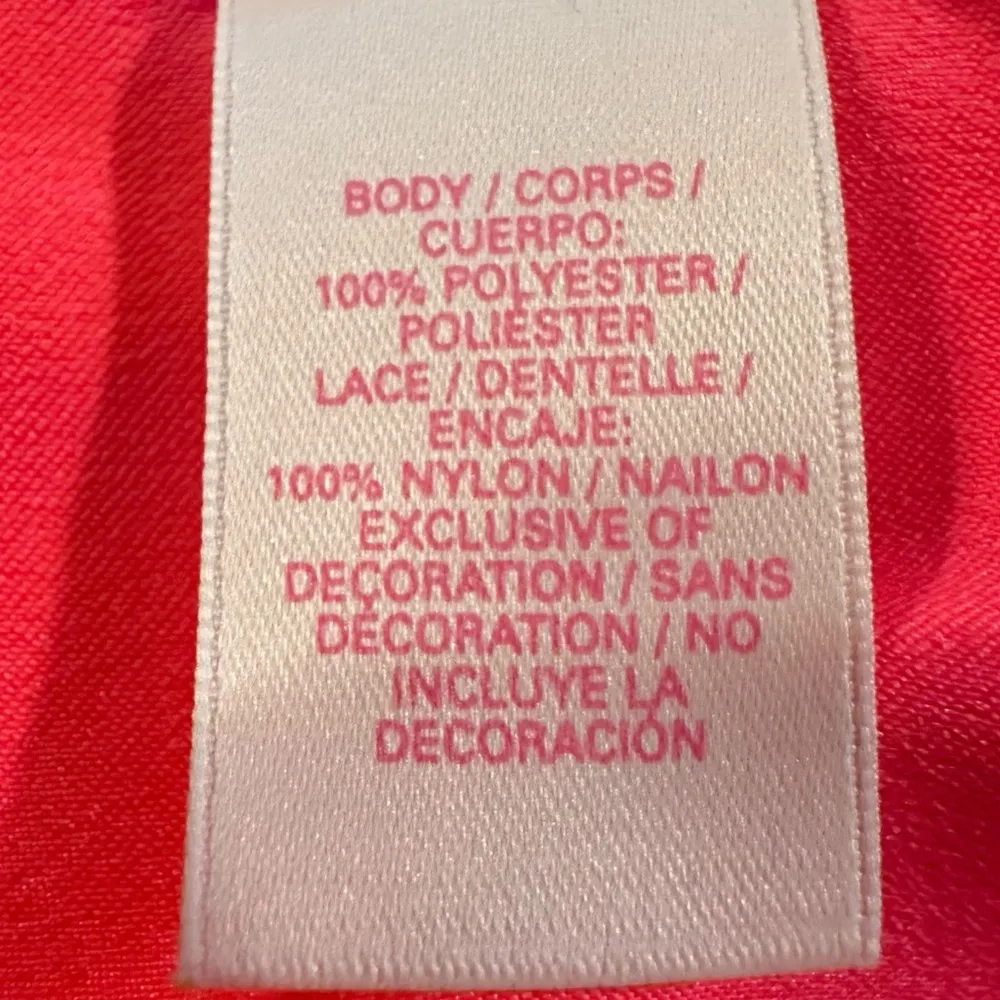 BODY / CORPS /
CUERPO:
100% POLYESTER /
POLIÉSTER
LACE / DENTELLE /
ENCAJE:
100% NYLON / NAILON
EXCLUSIVE OF
DECORATION / SANS
DÉCORATION / NO
INCLUYE LA
DECORACIÓN